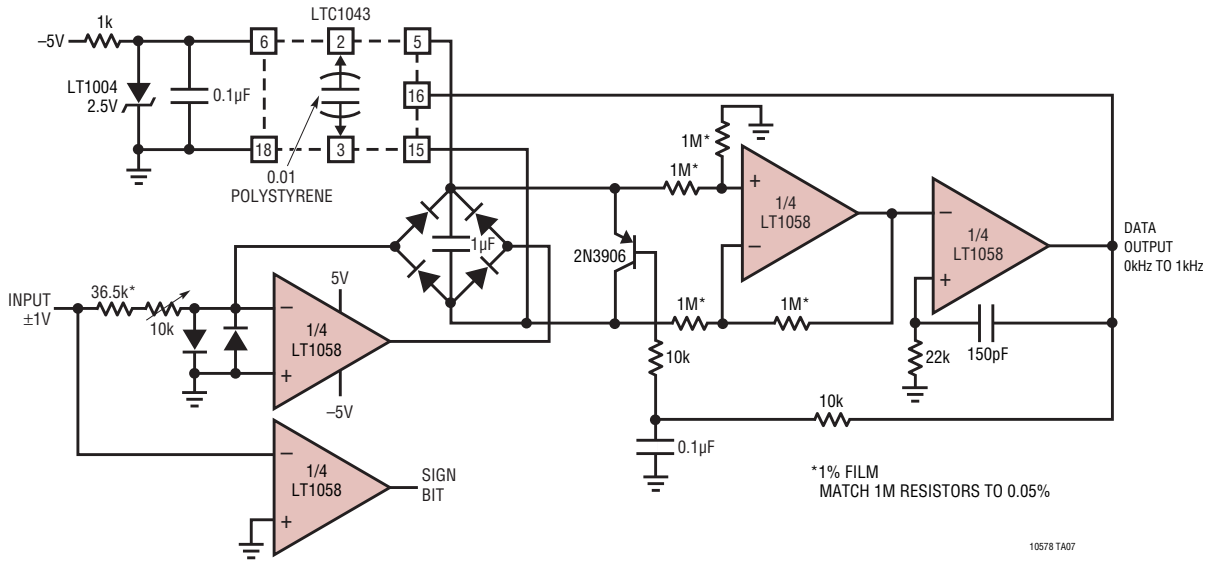 LTC1043
1k
–5V
6
2
5
LT1004
2.5V
0.1µF
16
18
3
15
0.01
POLYSTYRENE
1M*
1M*
+
–
1/4
LT1058
–
+
1/4
LT1058
DATA
OUTPUT
0kHz TO 1kHz
1µF
2N3906
INPUT
±1V
36.5k*
10k
5V
–
+
1/4
LT1058
–5V
1M*
1M*
10k
22k
150pF
10k
0.1µF
–
+
1/4
LT1058
SIGN
BIT
*1% FILM
MATCH 1M RESISTORS TO 0.05%
10578 TA07